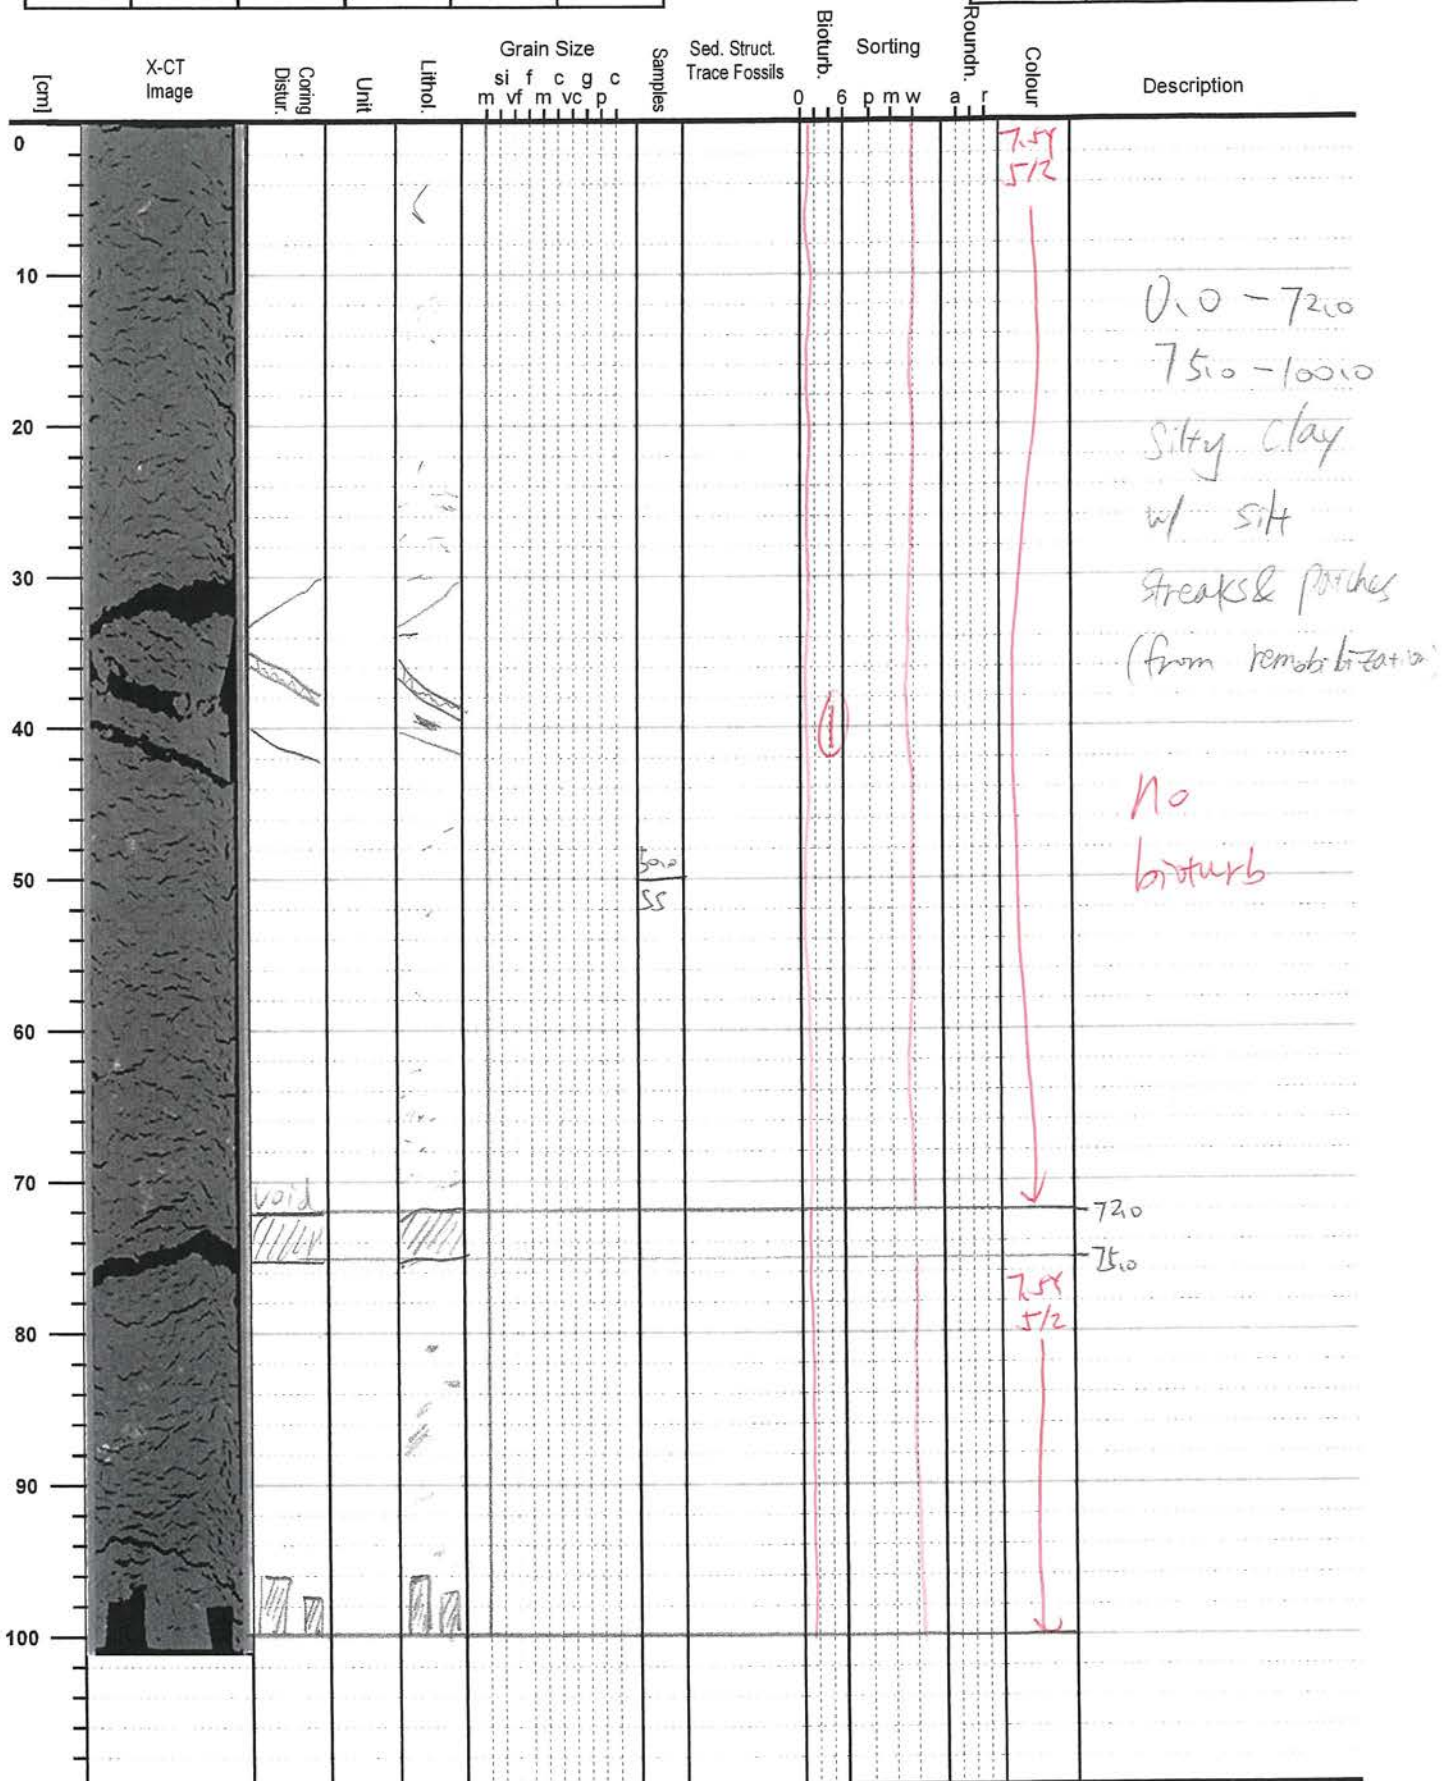 [cm]
X-CT
Image
Coring
Distur.
Unit
Lithol.
Grain Size
si f c g c
m vf m vc p
Samples
Sed. Struct.
Trace Fossils
Bioturb.
0 6
Sorting
p m w
Roundn.
a r
Colour
Description
0
7.5Y
5/2
10
0.0 - 72.0
75.0 - 100.0
20
Silty Clay
w/ silt
30
streaks & patches
(from remobilization)
40
no
bioturb
50.0
50
SS
60
70
void
72.0
75.0
7.5Y
5/2
80
90
100